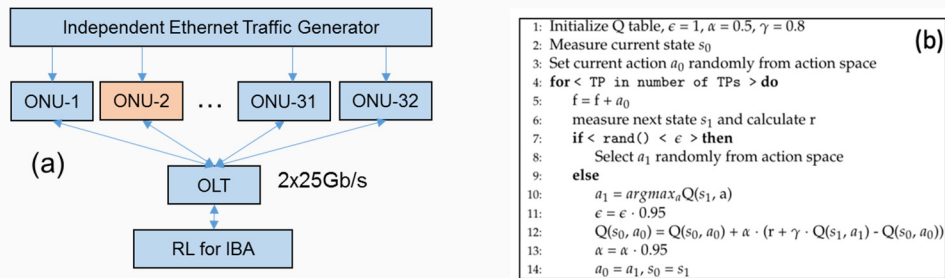 Independent Ethernet Traffic Generator
ONU-1
ONU-2
...
ONU-31
ONU-32
(a)
OLT
2x25Gb/s
RL for IBA
(b)
1: Initialize Q table, ϵ = 1, α = 0.5, γ = 0.8
2: Measure current state s₀
3: Set current action a₀ randomly from action space
4: for < TP in number of TPs > do
5: f = f + a₀
6: measure next state s₁ and calculate r
7: if < rand() < ϵ > then
8: Select a₁ randomly from action space
9: else
10: a₁ = argmaxₐQ(s₁, a)
11: ϵ = ϵ · 0.95
12: Q(s₀, a₀) = Q(s₀, a₀) + α · (r + γ · Q(s₁, a₁) - Q(s₀, a₀))
13: α = α · 0.95
14: a₀ = a₁, s₀ = s₁